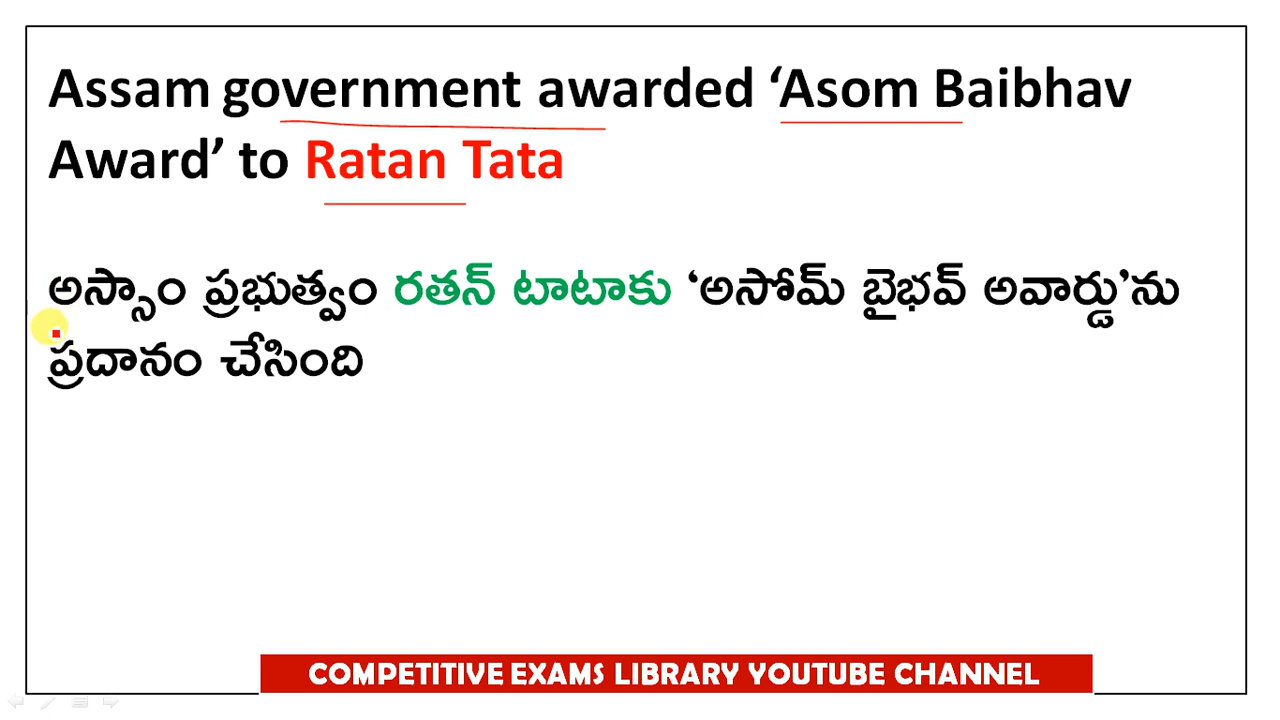 Assam government awarded ‘Asom Baibhav
Award’ to Ratan Tata
అస్సాం ప్రభుత్వం రతన్ టాటాకు ‘అసోమ్ బైభవ్ అవార్డు’ను
ప్రదానం చేసింది
COMPETITIVE EXAMS LIBRARY YOUTUBE CHANNEL